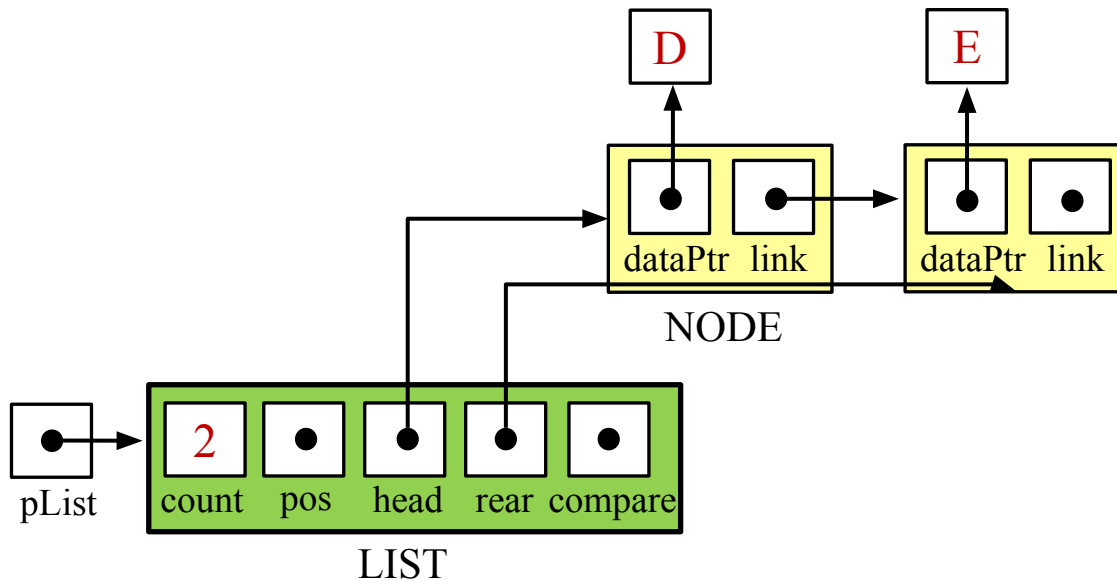 D E
dataPtr link dataPtr link
NODE
2
pList count pos head rear compare
LIST